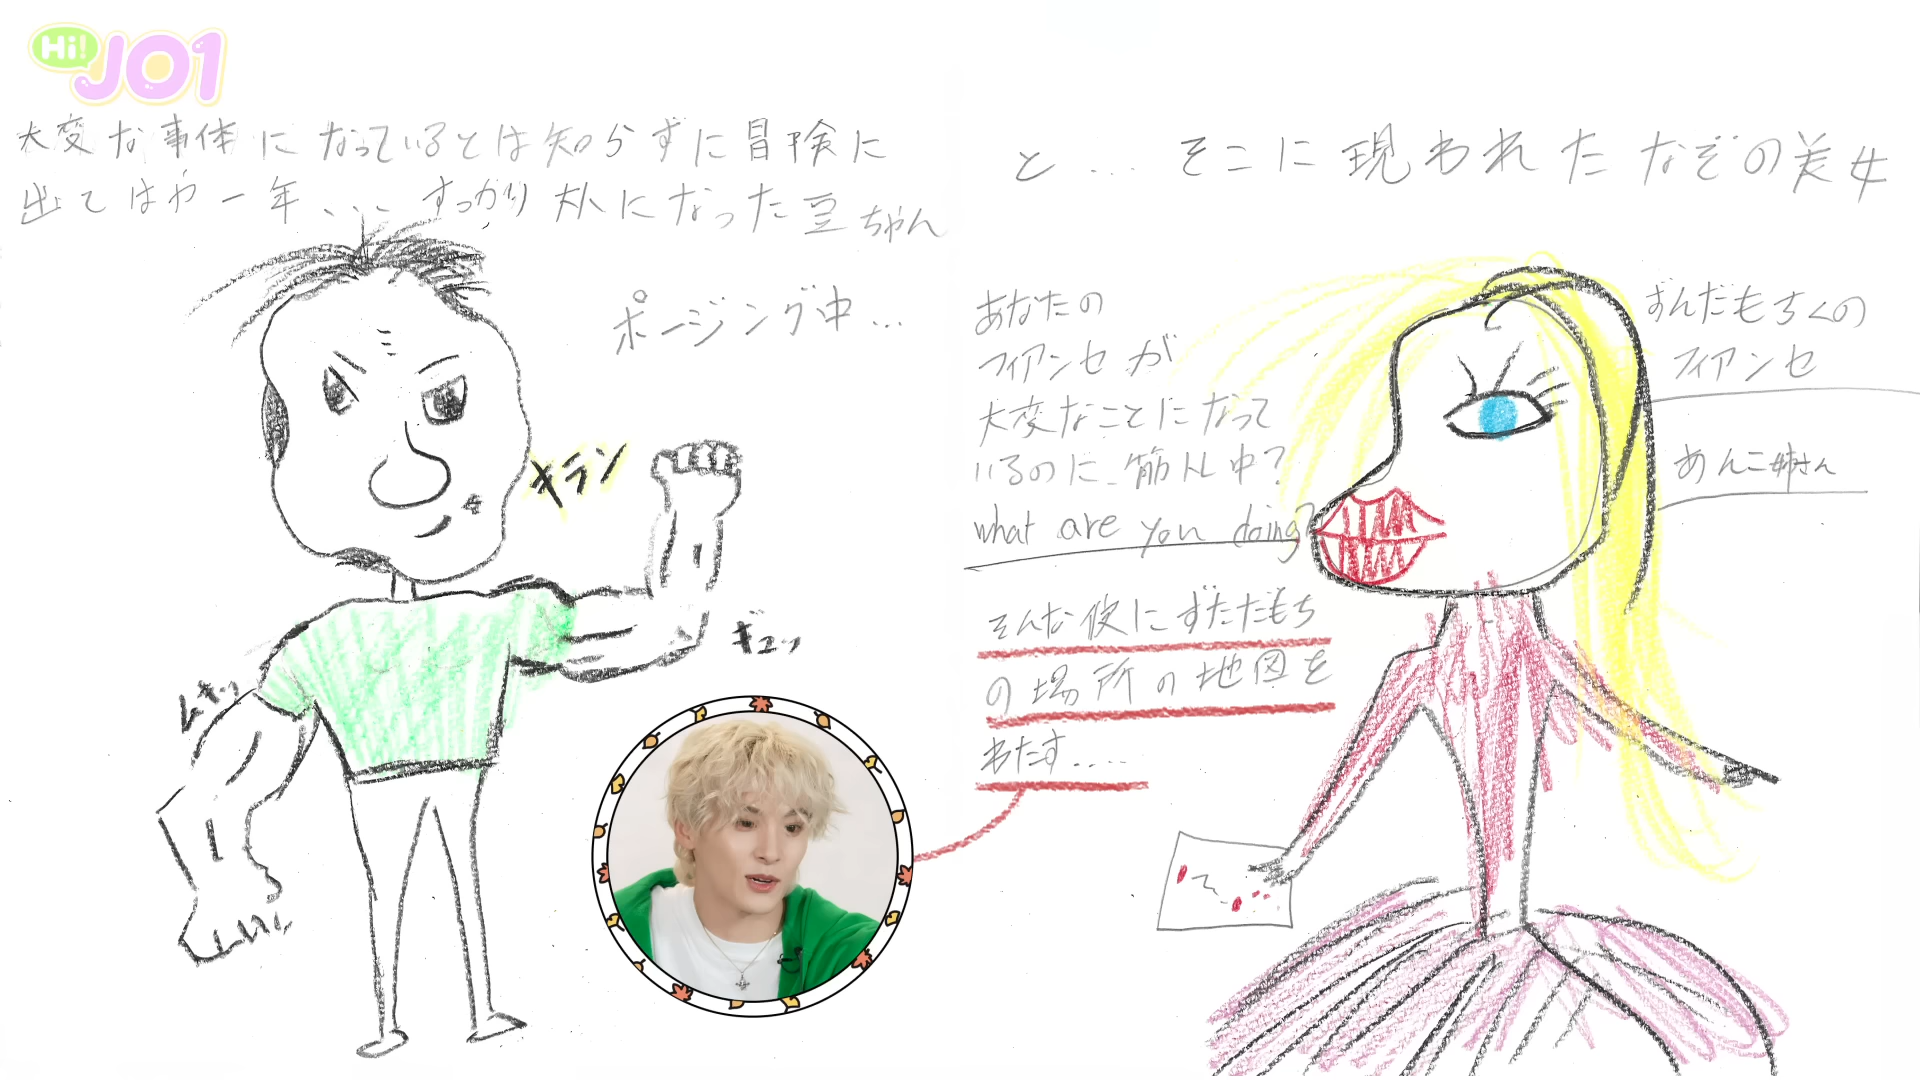 Hi! JO1
大変な事体に なっているとは知らずに冒険に
出てはや一年、、、すっかり大人になった豆ちゃん
ポージング中...
キラン
ギュッ
ムキッ
と...そこに現われたなぞの美女
あなたの
フィアンセが
大変なことになって
いるのに、筋トレ中?
what are you doing?
そんな彼にずただもち
の場所の地図を
わたす....
ずんだもちくの
フィアンセ
あんこ姉さん